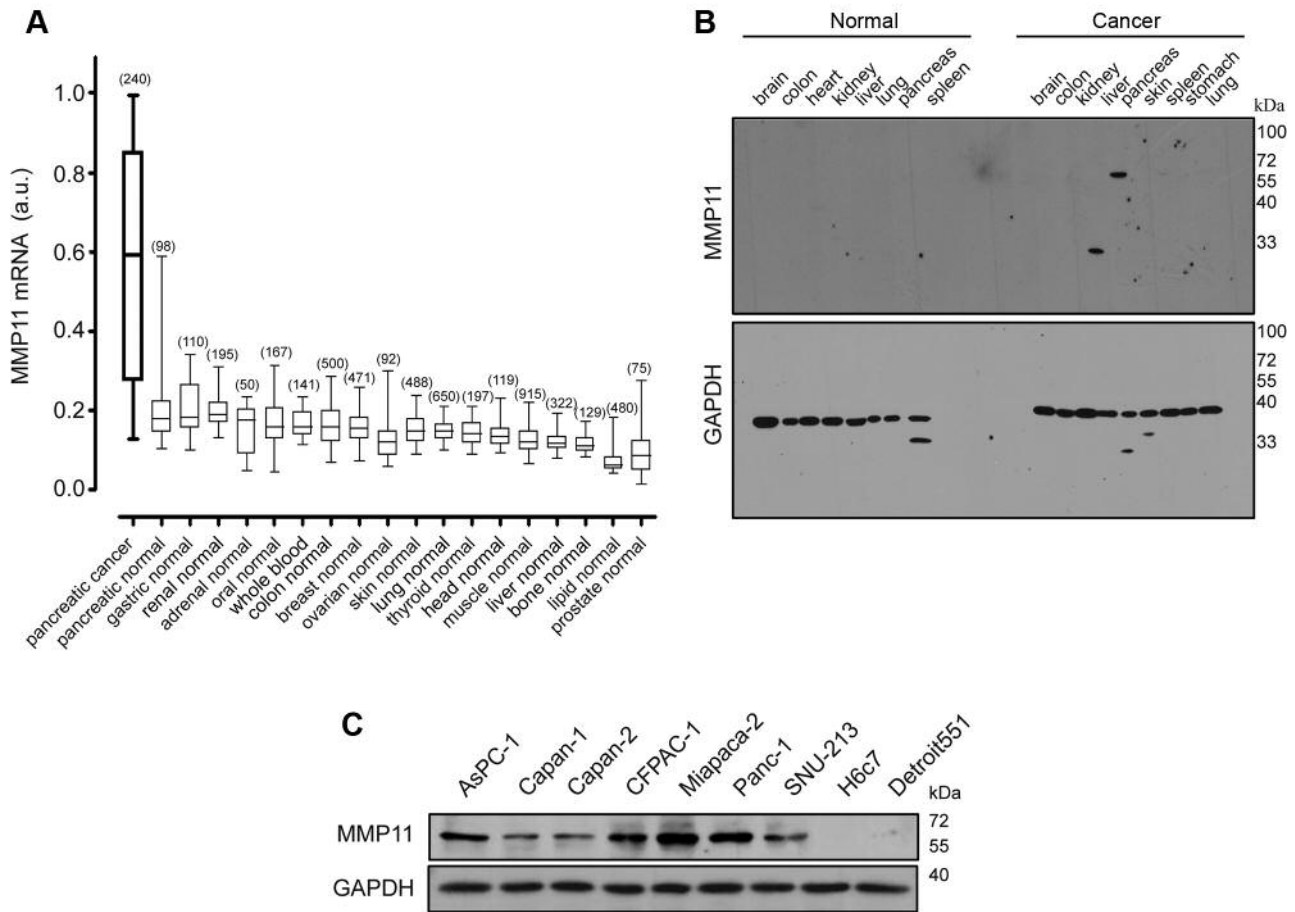 A
MMP11 mRNA (a.u.)
1.0
0.8
0.6
0.4
0.2
0.0
(240)
(98)
(110)
(195)
(50)
(167)
(141)
(500)
(471)
(92)
(488)
(650)
(197)
(119)
(915)
(322)
(129)
(480)
(75)
pancreatic cancer
pancreatic normal
gastric normal
renal normal
adrenal normal
oral normal
whole blood
colon normal
breast normal
ovarian normal
skin normal
lung normal
thyroid normal
head normal
muscle normal
liver normal
bone normal
lipid normal
prostate normal
B
Normal
Cancer
brain
colon
heart
kidney
liver
lung
pancreas
spleen
brain
colon
kidney
liver
pancreas
skin
spleen
stomach
lung
kDa
MMP11
100
72
55
40
33
GAPDH
100
72
55
40
33
C
AsPC-1
Capan-1
Capan-2
CFPAC-1
Miapaca-2
Panc-1
SNU-213
H6c7
Detroit551
kDa
MMP11
72
55
GAPDH
40